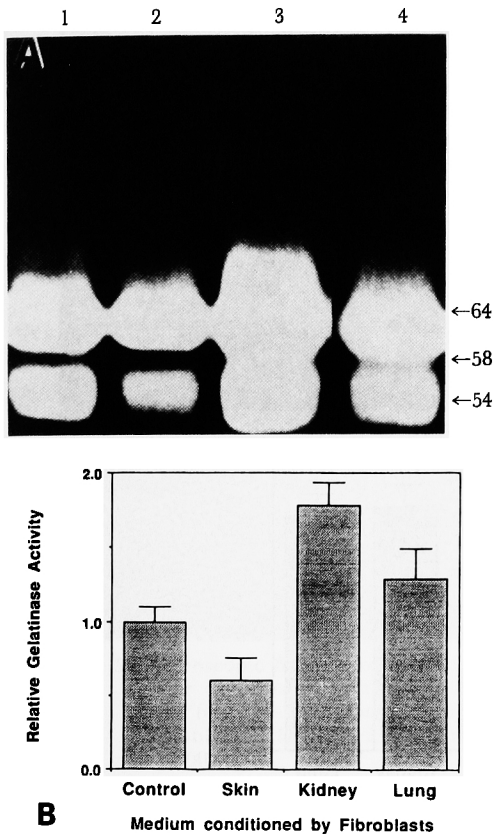 1 2 3 4
A
←64
←58
←54
Relative Gelatinase Activity
2.0
1.0
0.0
Control Skin Kidney Lung
B
Medium conditioned by Fibroblasts